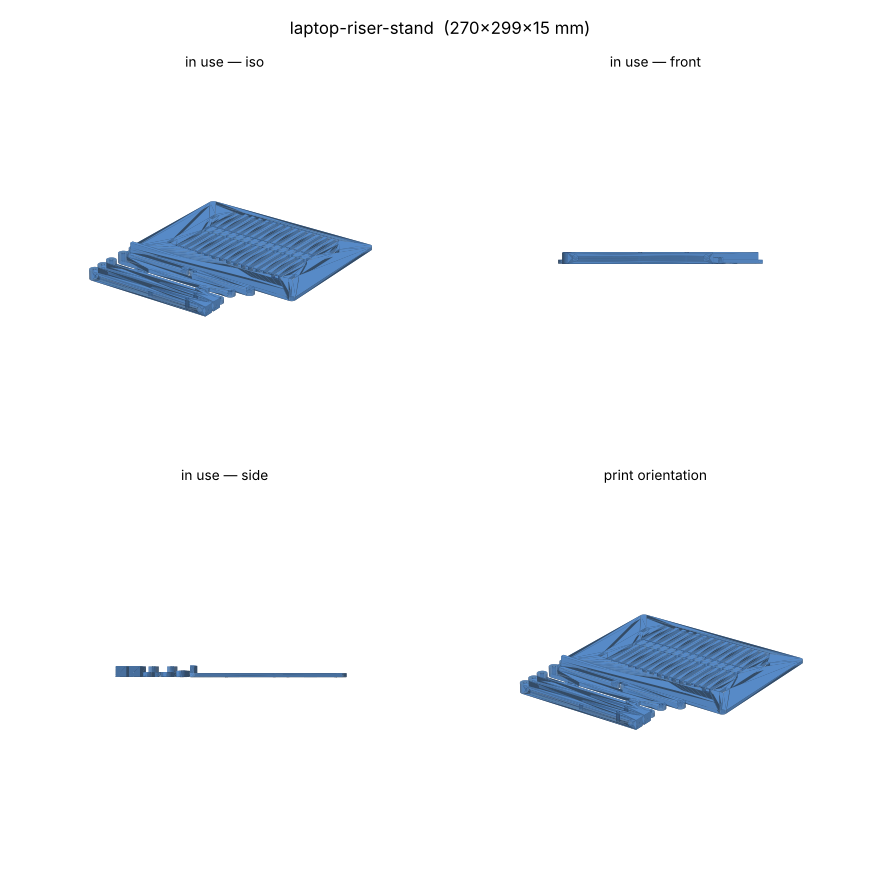 laptop-riser-stand (270×299×15 mm)
in use — iso
in use — front
in use — side
print orientation